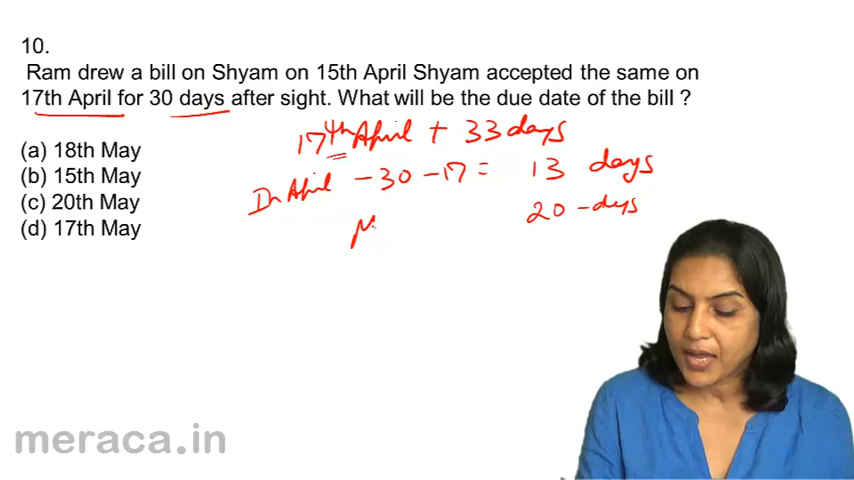 10.
Ram drew a bill on Shyam on 15th April Shyam accepted the same on
17th April for 30 days after sight. What will be the due date of the bill ?
17th April + 33 days
(a) 18th May
In April - 30 - 17 = 13 days
(b) 15th May
(c) 20th May
20 - days
(d) 17th May
meraca.in